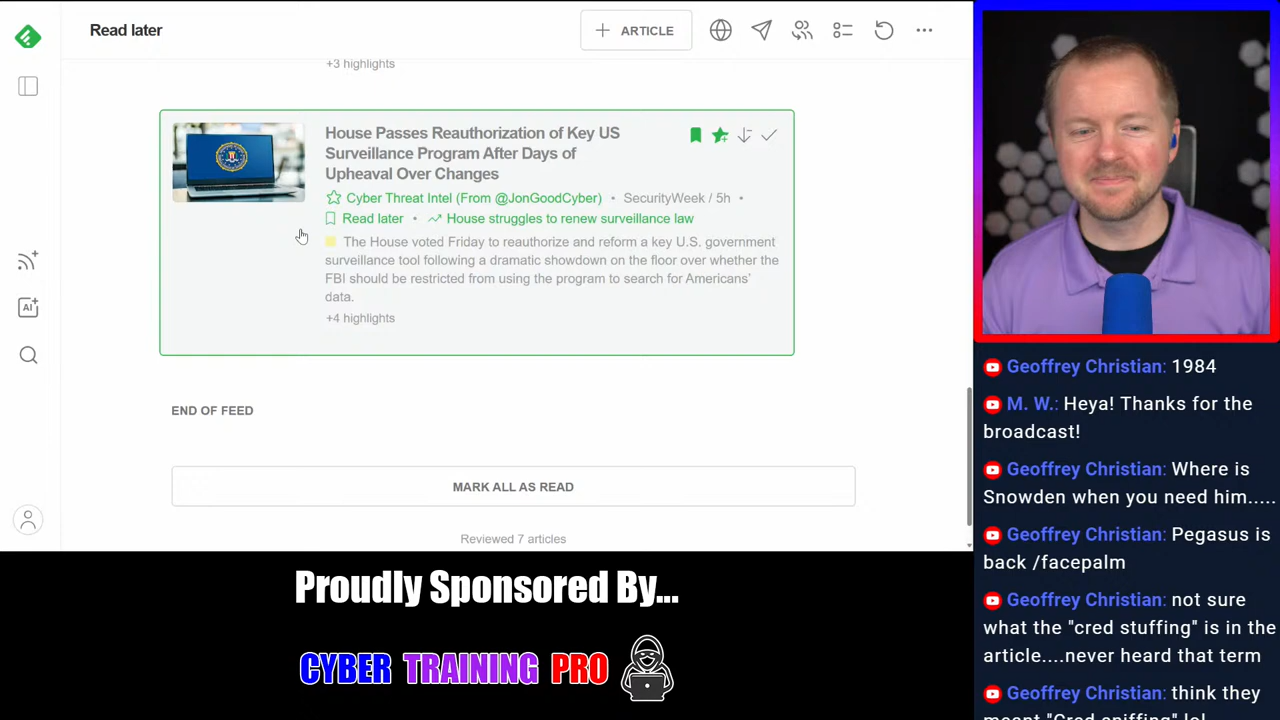 Read later
ARTICLE
+3 highlights
House Passes Reauthorization of Key US
Surveillance Program After Days of
Upheaval Over Changes
Cyber Threat Intel (From @JonGoodCyber) • SecurityWeek / 5h •
Read later • House struggles to renew surveillance law
The House voted Friday to reauthorize and reform a key U.S. government
surveillance tool following a dramatic showdown on the floor over whether the
FBI should be restricted from using the program to search for Americans'
data.
+4 highlights
END OF FEED
MARK ALL AS READ
Reviewed 7 articles
AI
Proudly Sponsored By...
CYBER TRAINING PRO
Geoffrey Christian: 1984
M. W.: Heya! Thanks for the
broadcast!
Geoffrey Christian: Where is
Snowden when you need him.....
Geoffrey Christian: Pegasus is
back /facepalm
Geoffrey Christian: not sure
what the "cred stuffing" is in the
article....never heard that term
Geoffrey Christian: think they
meant "Cred sniffing" lol